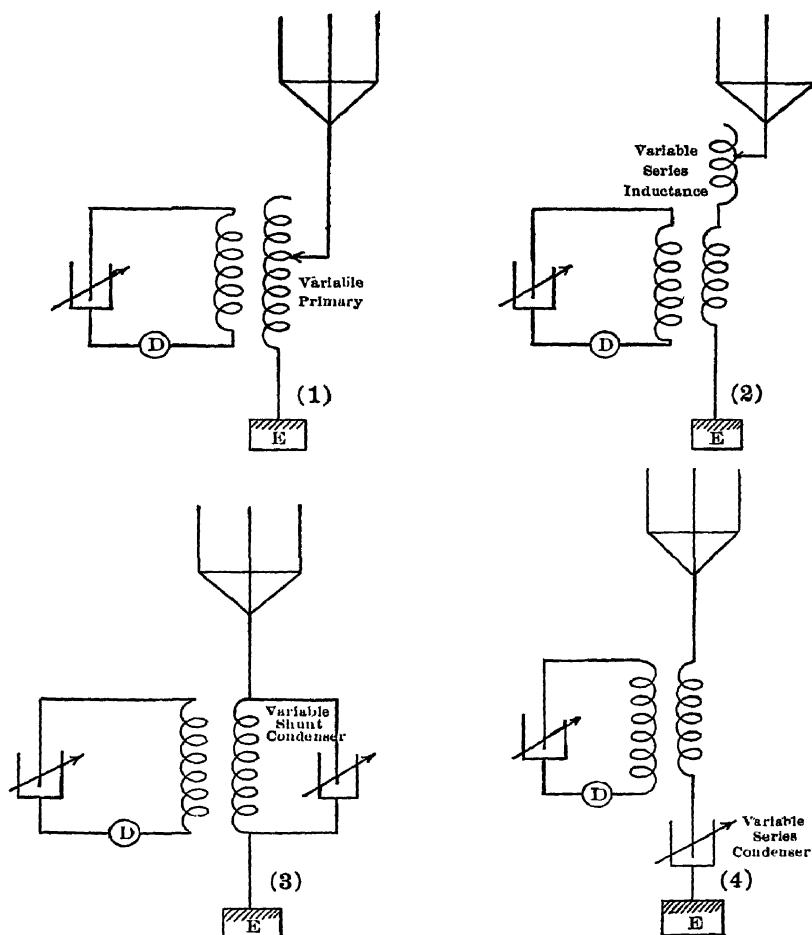 Variable
Primary
D
(1)
E
Variable
Series
Inductance
D
(2)
E
Variable
Shunt
Condenser
D
(3)
E
D
Variable
Series
Condenser
(4)
E